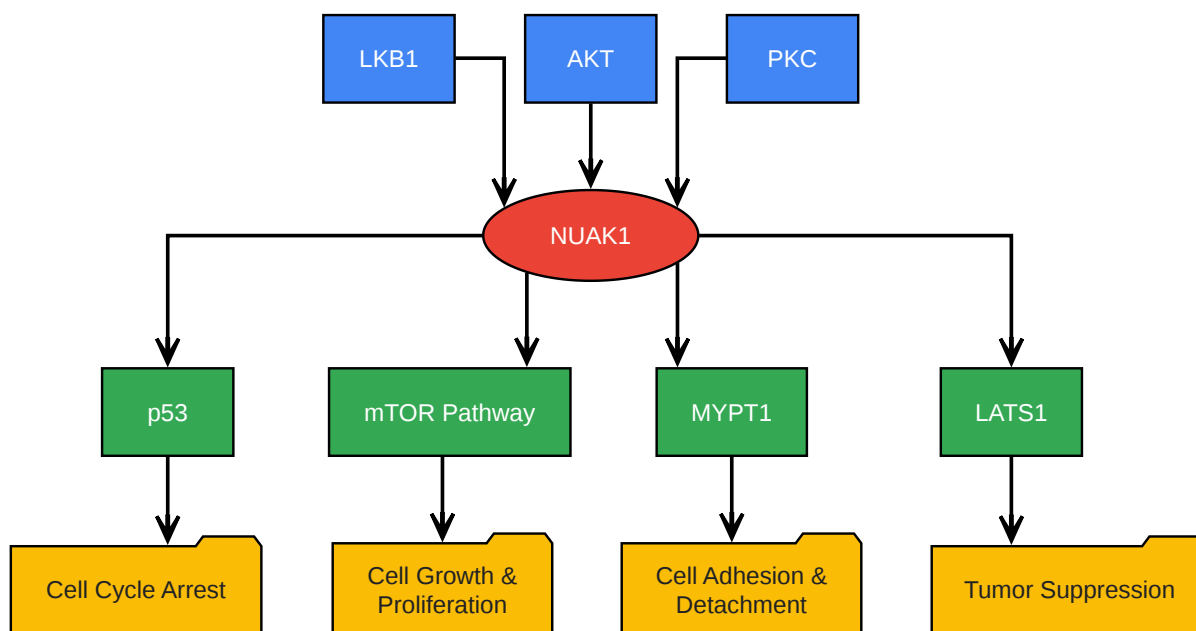 LKB1
AKT
PKC
NUAK1
p53
mTOR Pathway
MYPT1
LATS1
Cell Cycle Arrest
Cell Growth &
Proliferation
Cell Adhesion &
Detachment
Tumor Suppression